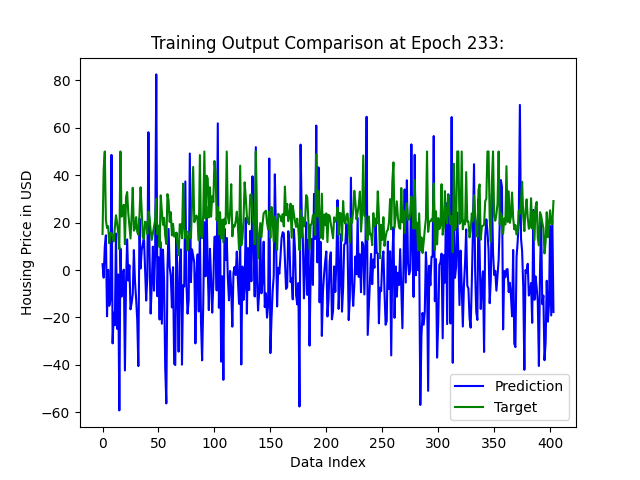 Training Output Comparison at Epoch 233:
Housing Price in USD
80
60
40
20
0
−20
−40
−60
Prediction
Target
0 50 100 150 200 250 300 350 400
Data Index